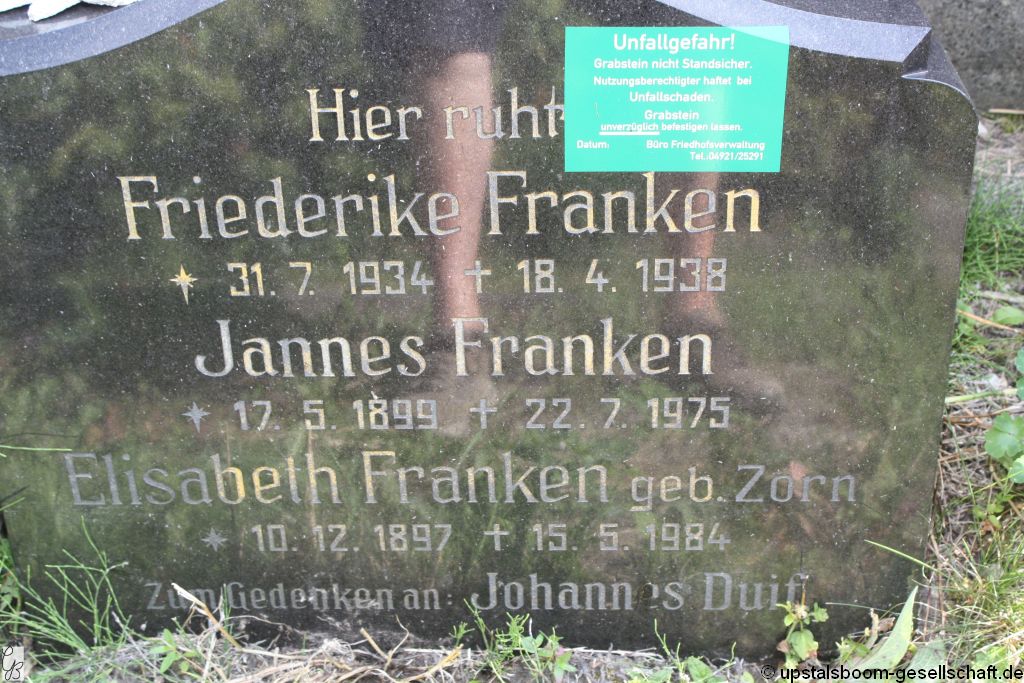 Unfallgefahr!
Grabstein nicht Standsicher.
Nutzungsberechtigter haftet bei
Unfallschaden.
Grabstein
unverzüglich befestigen lassen.
Datum: Büro Friedhofsverwaltung
Tel.:04921/25291
Hier ruht
Friederike Franken
* 31. 7. 1934 + 18. 4. 1938
Jannes Franken
* 17. 5. 1899 + 22. 7. 1975
Elisabeth Franken geb. Zorn
* 10. 12. 1897 + 15. 5. 1984
Zum Gedenken an: Johannes Duif
© upstalsboom-gesellschaft.de